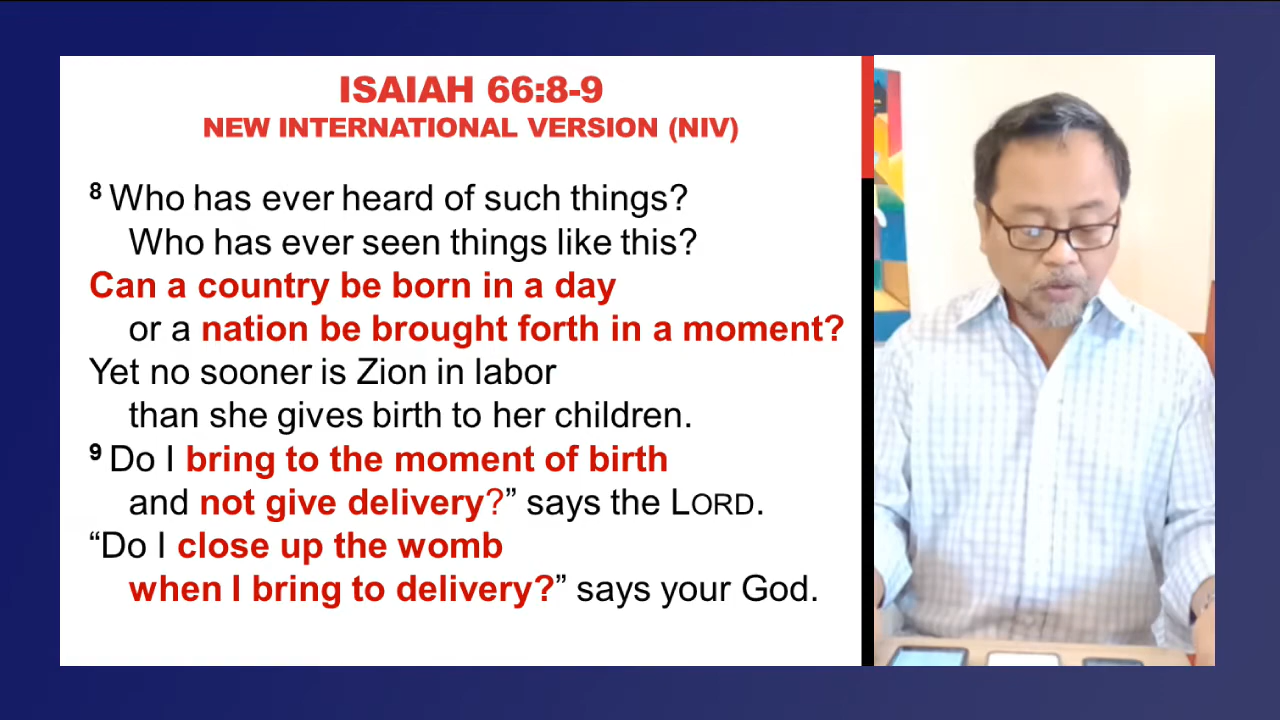 ISAIAH 66:8-9
NEW INTERNATIONAL VERSION (NIV)
8 Who has ever heard of such things?
Who has ever seen things like this?
Can a country be born in a day
or a nation be brought forth in a moment?
Yet no sooner is Zion in labor
than she gives birth to her children.
9 Do I bring to the moment of birth
and not give delivery?” says the LORD.
“Do I close up the womb
when I bring to delivery?” says your God.